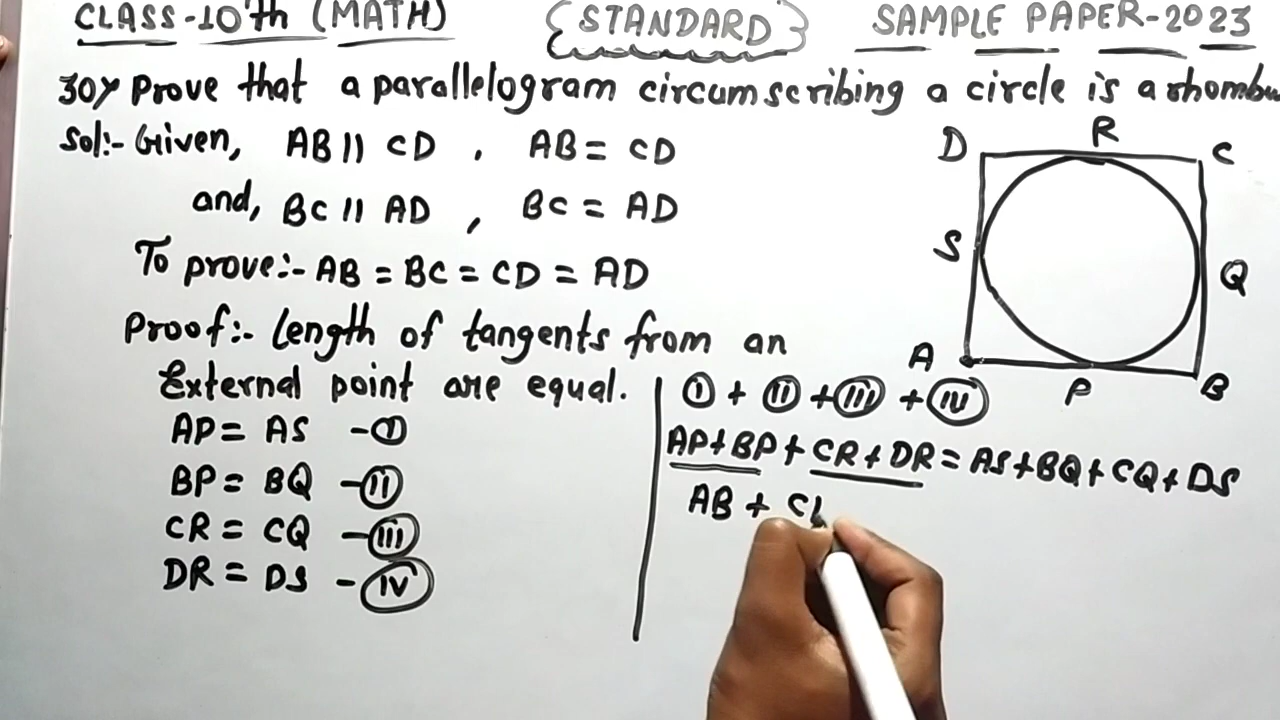 CLASS-10th (MATH) {STANDARD} SAMPLE PAPER-2023
30) Prove that a parallelogram circumscribing a circle is a rhombu
Sol:- Given, AB || CD , AB = CD
and, BC || AD , BC = AD
To prove:- AB = BC = CD = AD
Proof:- Length of tangents from an
External point are equal.
AP = AS - (I)
BP = BQ - (II)
CR = CQ - (III)
DR = DS - (IV)
(I) + (II) + (III) + (IV)
AP+BP + CR+DR = AS+BQ+CQ+DS
AB + C
D R C
S Q
A P B